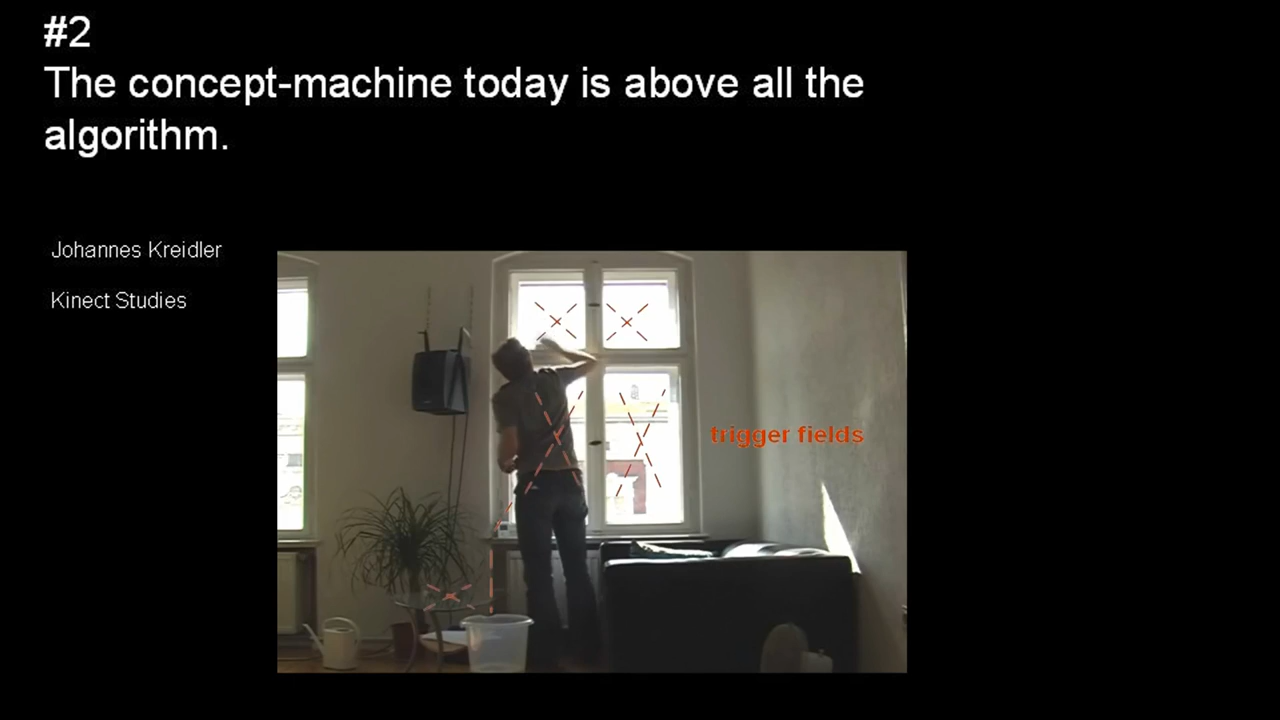 #2
The concept-machine today is above all the
algorithm.
Johannes Kreidler
Kinect Studies
trigger fields